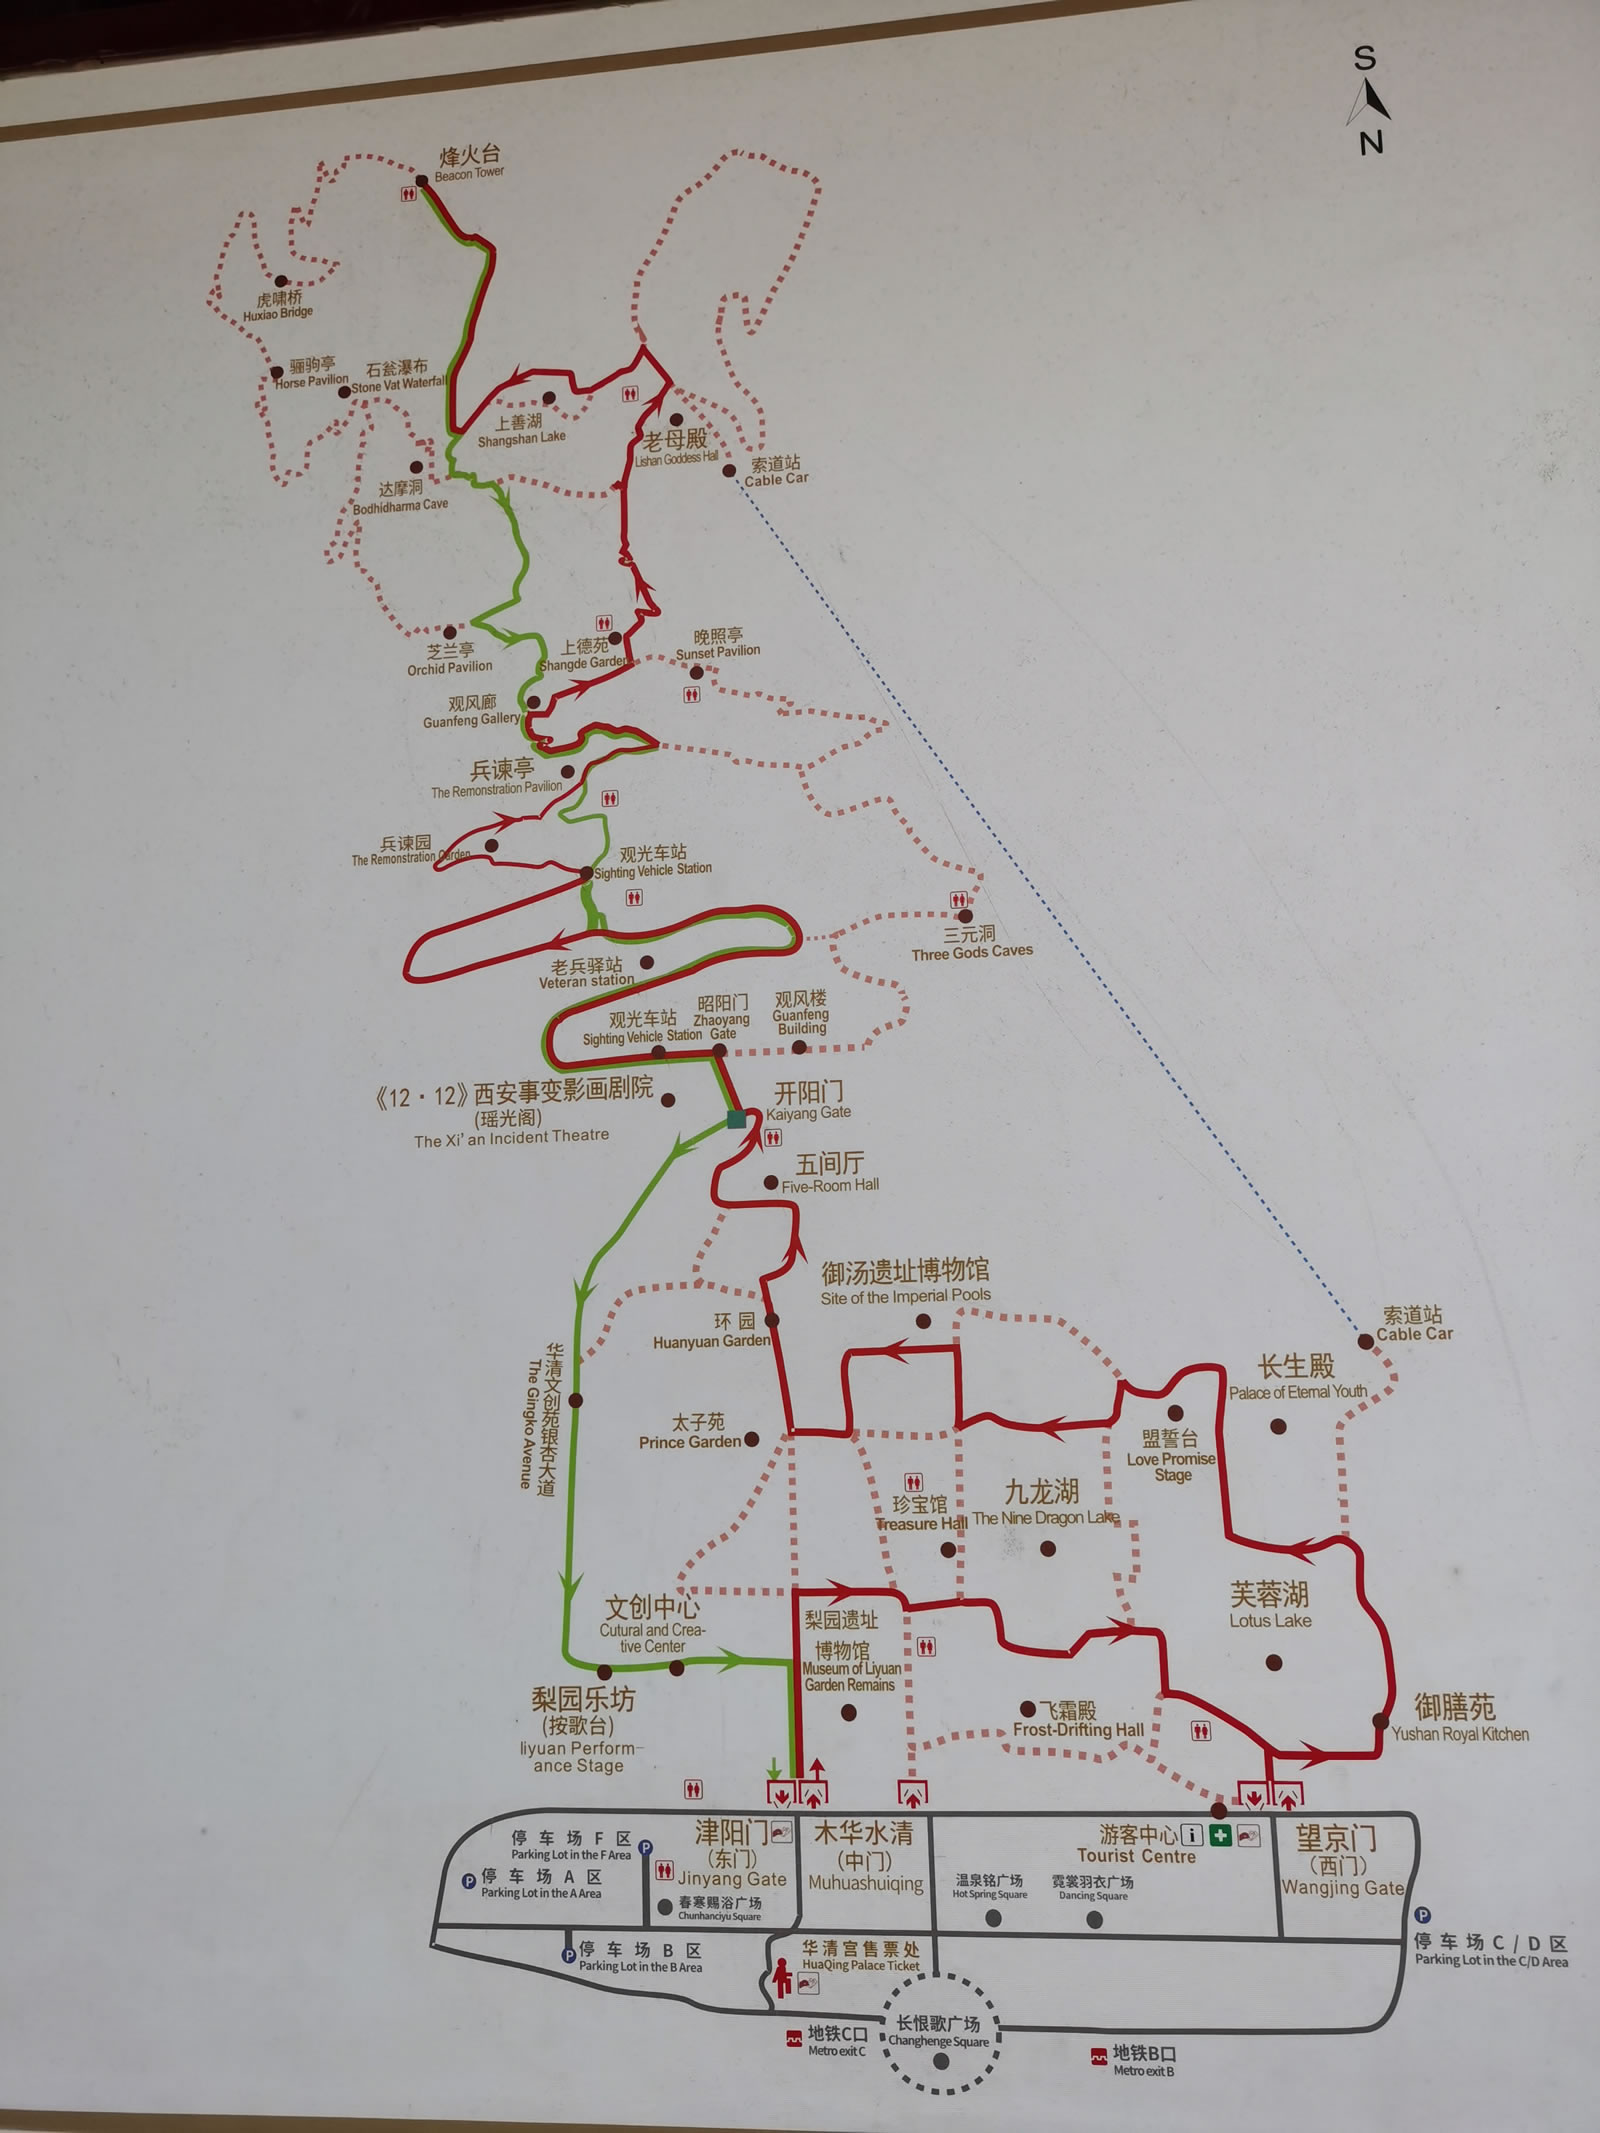 S
N
烽火台
Beacon Tower
虎啸桥
Huxiao Bridge
骊驹亭
Horse Pavilion
石瓮瀑布
Stone Vat Waterfall
上善湖
Shangshan Lake
老母殿
Lishan Goddess Hall
索道站
Cable Car
达摩洞
Bodhidharma Cave
芝兰亭
Orchid Pavilion
上德苑
Shangde Garden
晚照亭
Sunset Pavilion
观风廊
Guanfeng Gallery
兵谏亭
The Remonstration Pavilion
兵谏园
The Remonstration Garden
观光车站
Sighting Vehicle Station
三元洞
Three Gods Caves
老兵驿站
Veteran station
观光车站
Sighting Vehicle Station
昭阳门
Zhaoyang
Gate
观风楼
Guanfeng
Building
《12·12》西安事变影画剧院
(瑶光阁)
The Xi'an Incident Theatre
开阳门
Kaiyang Gate
五间厅
Five-Room Hall
御汤遗址博物馆
Site of the Imperial Pools
环园
Huanyuan Garden
索道站
Cable Car
长生殿
Palace of Eternal Youth
华清文创苑银杏大道
The Gingko Avenue
太子苑
Prince Garden
盟誓台
Love Promise
Stage
珍宝馆
Treasure Hall
九龙湖
The Nine Dragon Lake
芙蓉湖
Lotus Lake
文创中心
Cutural and Crea-
tive Center
梨园遗址
博物馆
Museum of Liyuan
Garden Remains
梨园乐坊
(按歌台)
liyuan Perform-
ance Stage
飞霜殿
Frost-Drifting Hall
御膳苑
Yushan Royal Kitchen
停车场F区
Parking Lot in the F Area
P
P
停车场A区
Parking Lot in the A Area
津阳门
(东门)
Jinyang Gate
春寒赐浴广场
Chunhanciyu Square
木华水清
(中门)
Muhuashuiqing
游客中心
i
Tourist Centre
温泉铭广场
Hot Spring Square
霓裳羽衣广场
Dancing Square
望京门
(西门)
Wangjing Gate
P
停车场C/D区
Parking Lot in the C/D Area
P
停车场B区
Parking Lot in the B Area
华清宫售票处
HuaQing Palace Ticket
长恨歌广场
Changhenge Square
地铁C口
Metro exit C
地铁B口
Metro exit B